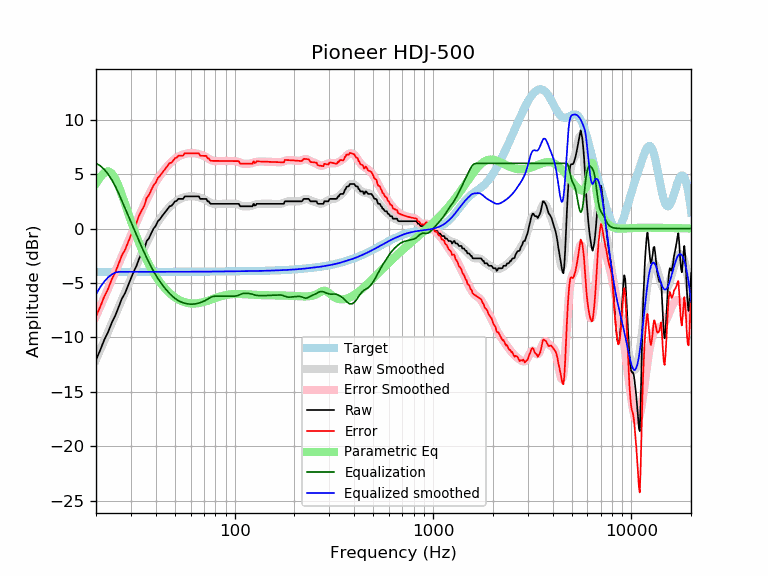 Pioneer HDJ-500
Amplitude (dBr)
10
5
0
−5
−10
−15
−20
−25
Target
Raw Smoothed
Error Smoothed
Raw
Error
Parametric Eq
Equalization
Equalized smoothed
100
1000
10000
Frequency (Hz)